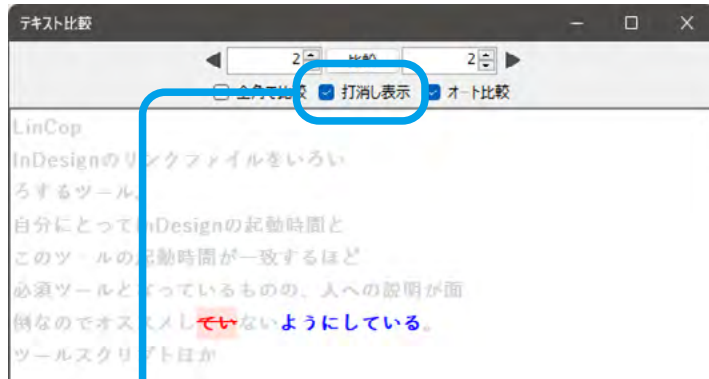 テキスト比較
2 比較 2
全角で比較 打消し表示 オート比較
LinCop
InDesignのリンクファイルをいろい
ろするツール。
自分にとってInDesignの起動時間と
このツールの起動時間が一致するほど
必須ツールとなっているものの、人への説明が面
倒なのでオススメしていないようにしている。
ツールスクリプトほか